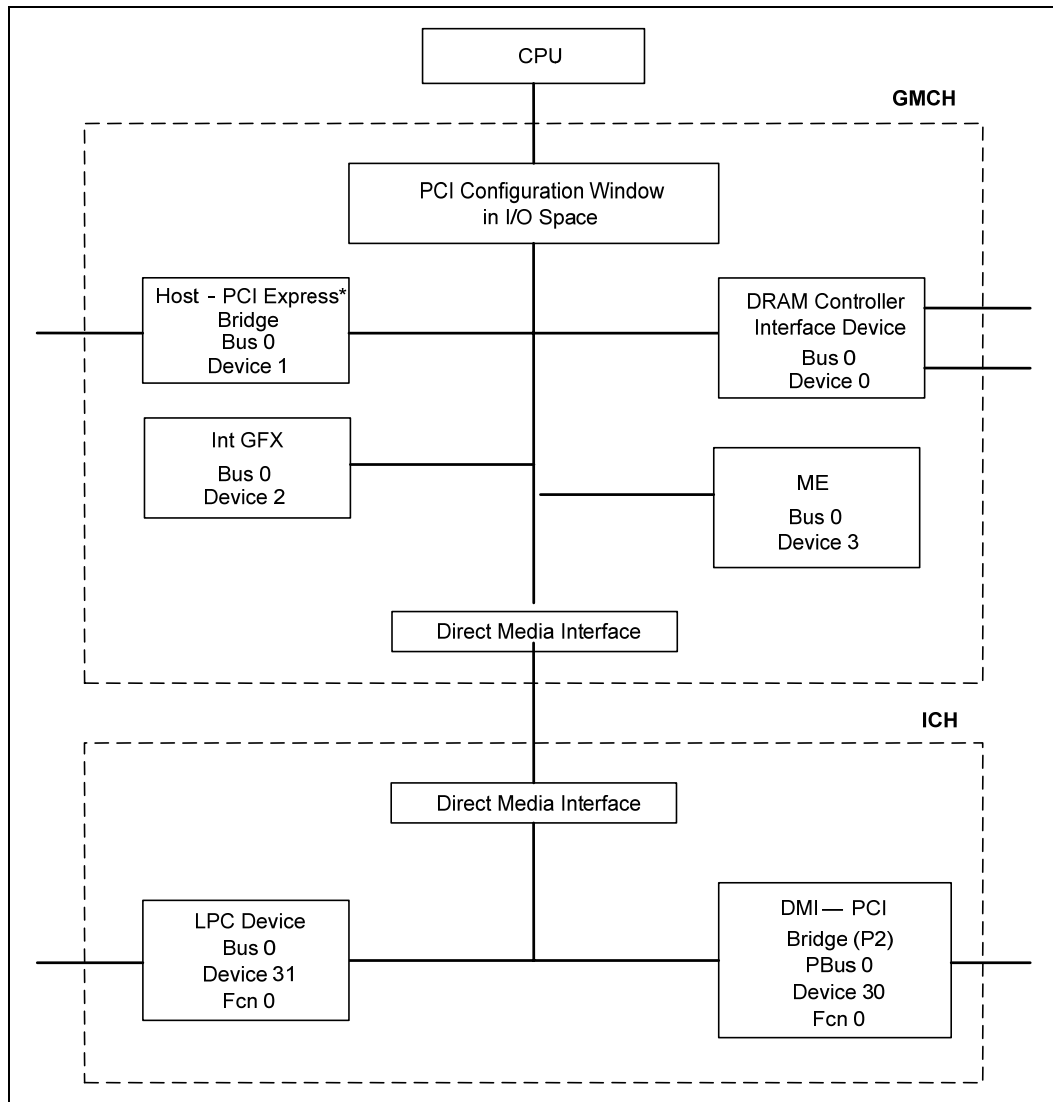 CPU
GMCH
PCI Configuration Window
in I/O Space
Host - PCI Express*
Bridge
Bus 0
Device 1
DRAM Controller
Interface Device
Bus 0
Device 0
Int GFX
Bus 0
Device 2
ME
Bus 0
Device 3
Direct Media Interface
ICH
Direct Media Interface
LPC Device
Bus 0
Device 31
Fcn 0
DMI — PCI
Bridge (P2)
PBus 0
Device 30
Fcn 0